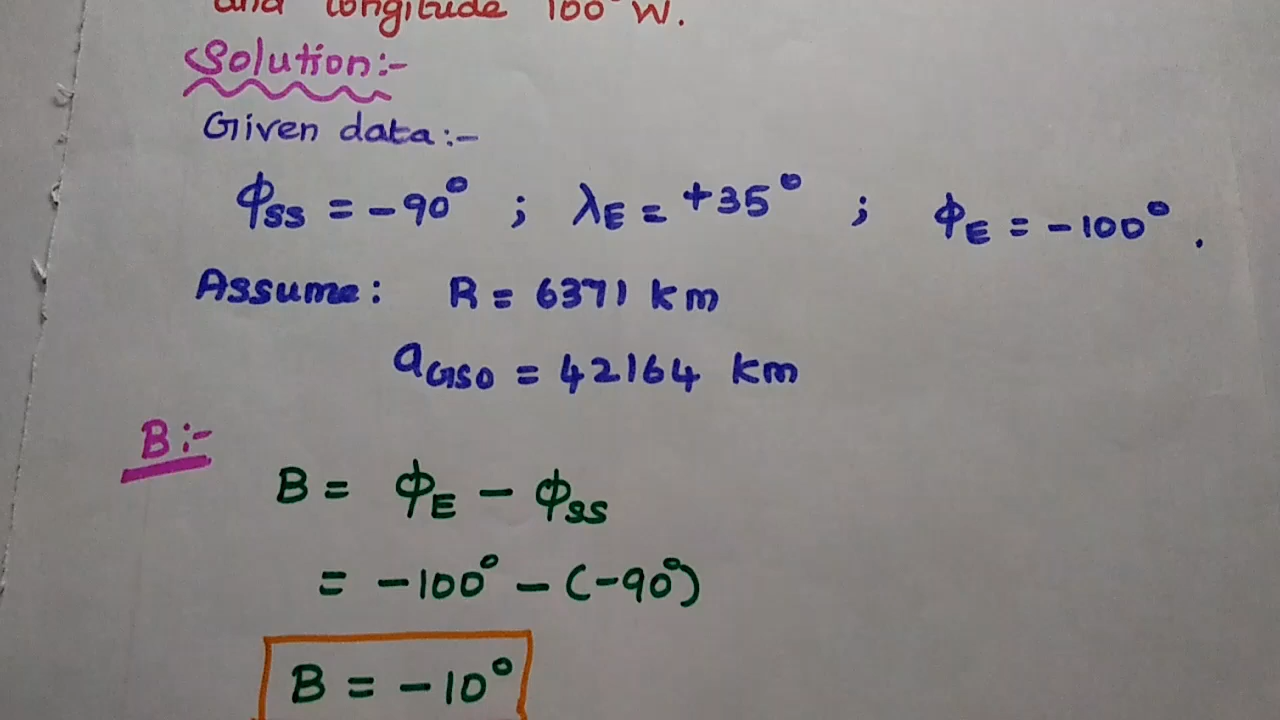 and longitude 100° W.
Solution:-
Given data:-
ϕSS = -90° ; λE = +35° ; ϕE = -100° .
Assume: R = 6371 km
aGSO = 42164 km
B:-
B = ϕE - ϕSS
= -100° - (-90°)
B = -10°